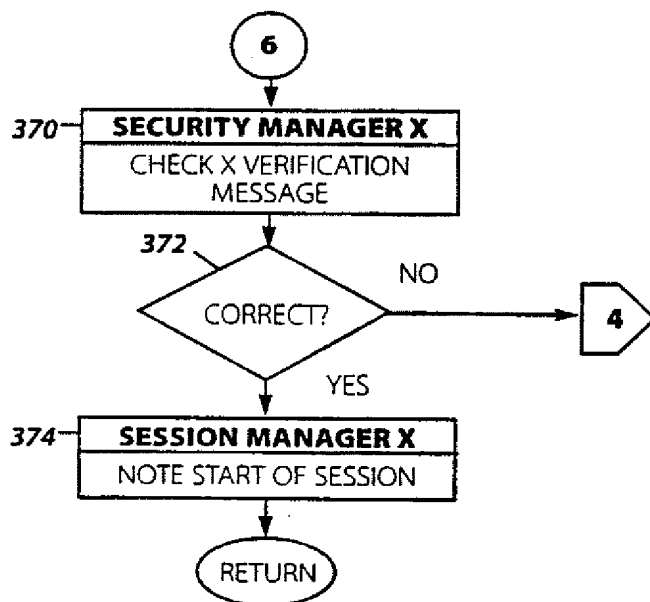 6
370
SECURITY MANAGER X
CHECK X VERIFICATION
MESSAGE
372
CORRECT?
NO
4
YES
374
SESSION MANAGER X
NOTE START OF SESSION
RETURN